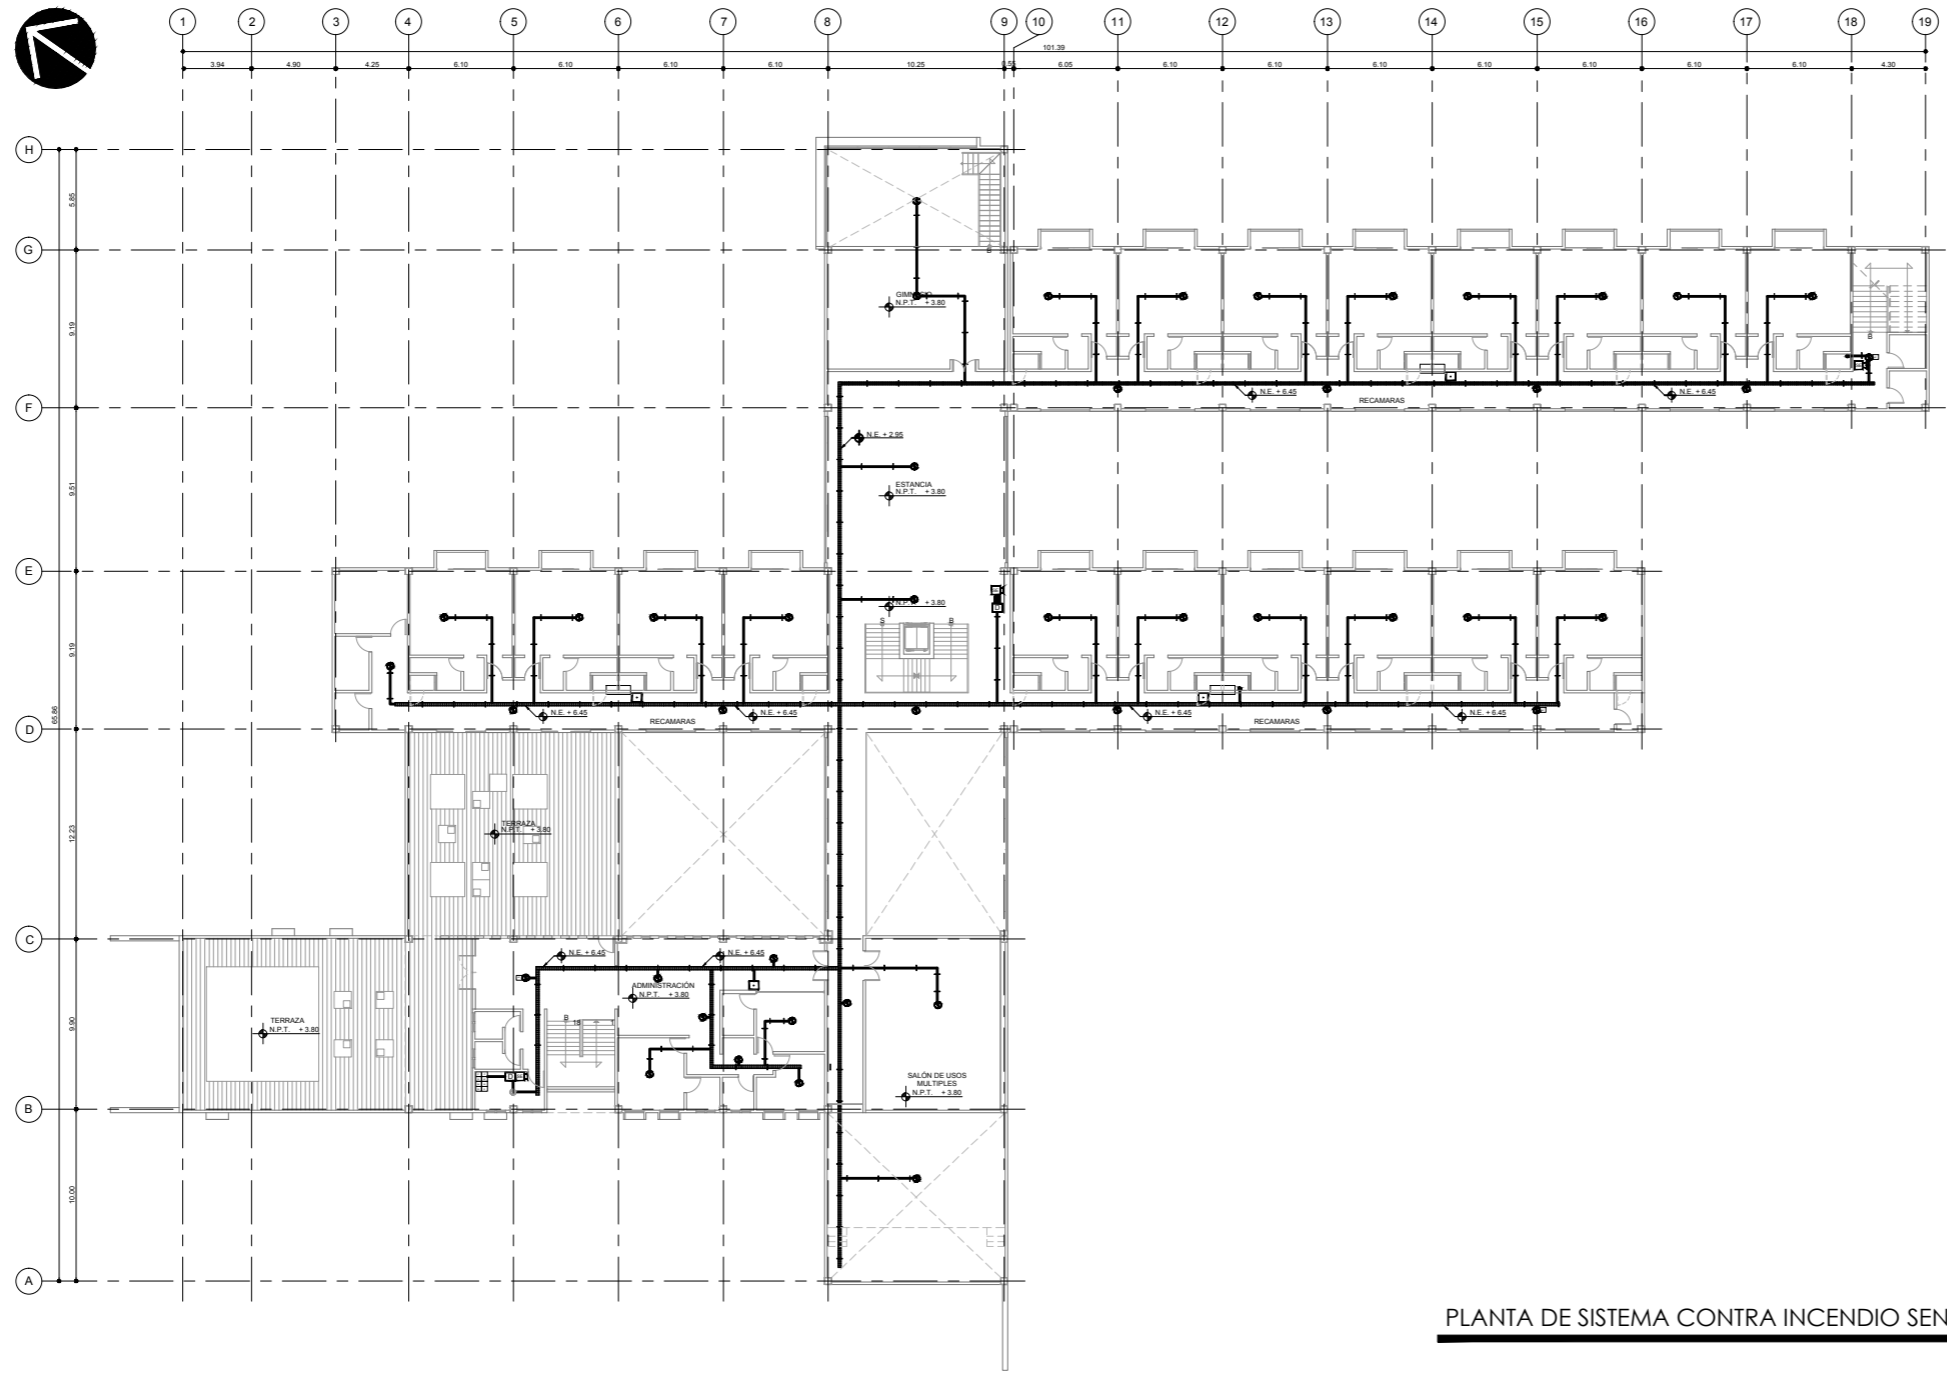 1 2 3 4 5 6 7 8 9 10 11 12 13 14 15 16 17 18 19
101.39
3.94 4.90 4.25 6.10 6.10 6.10 6.10 10.25 6.05 6.10 6.10 6.10 6.10 6.10 6.10 6.10 4.30
H
5.85
G
B
GIMNASIO
N.P.T. + 3.80
9.19
B
N.E. + 6.45
N.E. + 6.45
RECAMARAS
F
N.E. + 2.95
ESTANCIA
N.P.T. + 3.80
9.51
E
N.P.T. + 3.80
S B
9.19
65.86
N.E. + 6.45
N.E. + 6.45
N.E. + 6.45
N.E. + 6.45
RECAMARAS
RECAMARAS
D
TERRAZA
N.P.T. + 3.80
12.23
C
N.E. + 6.45
N.E. + 6.45
ADMINISTRACIÓN
N.P.T. + 3.80
TERRAZA
N.P.T. + 3.80
B
18
9.90
SALÓN DE USOS
MULTIPLES
N.P.T. + 3.80
B
10.00
A
PLANTA DE SISTEMA CONTRA INCENDIO SEN